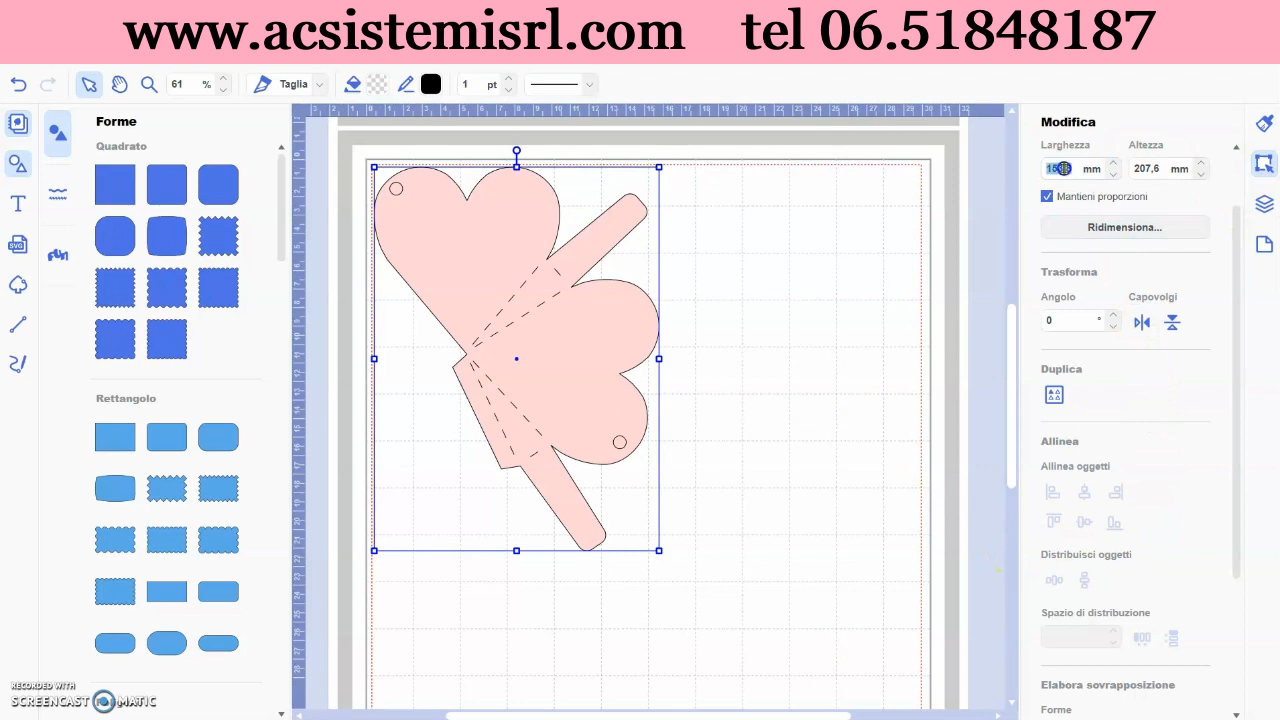 www.acsistemisrl.com tel 06.51848187
61 %
Taglia
1 pt
Forme
Quadrato
Rettangolo
Modifica
Larghezza
Altezza
mm
207,6 mm
Mantieni proporzioni
Ridimensiona...
Trasforma
Angolo
Capovolgi
0 °
Duplica
Allinea
Allinea oggetti
Distribuisci oggetti
Spazio di distribuzione
Elabora sovrapposizione
Forme
SVG
RECORDED WITH
SCREENCAST MATIC